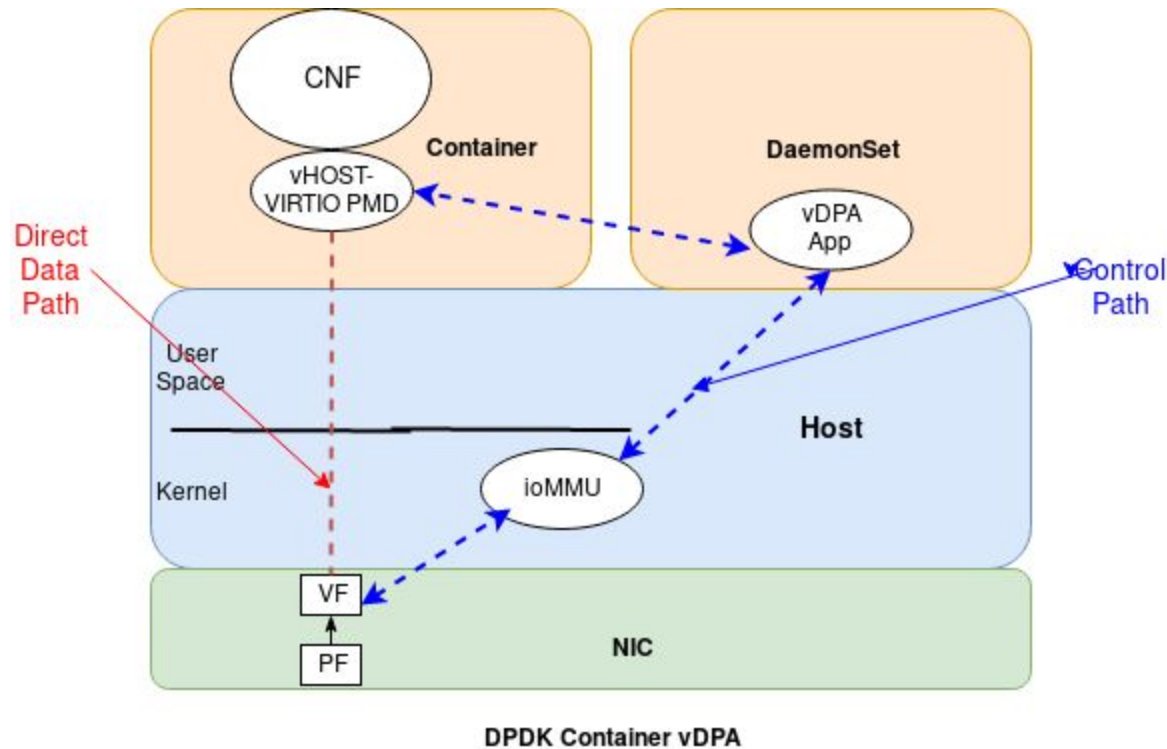 CNF
Container
DaemonSet
vHOST-
VIRTIO PMD
vDPA
App
Direct
Data
Path
Control
Path
User
Space
Host
Kernel
ioMMU
VF
PF
NIC
DPDK Container vDPA